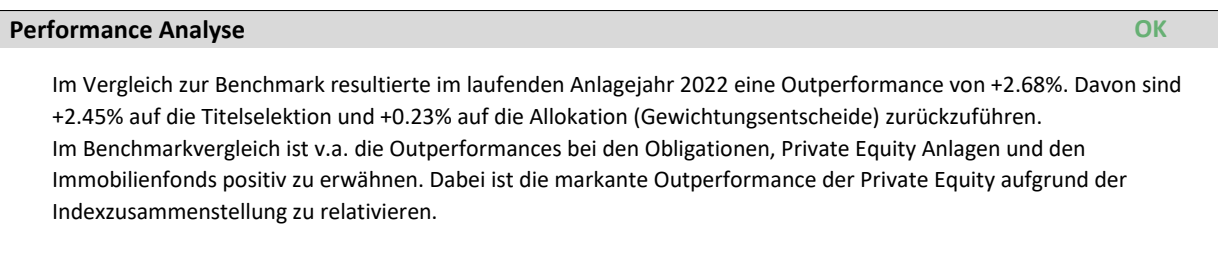 Performance Analyse OK
Im Vergleich zur Benchmark resultierte im laufenden Anlagejahr 2022 eine Outperformance von +2.68%. Davon sind
+2.45% auf die Titelselektion und +0.23% auf die Allokation (Gewichtungsentscheide) zurückzuführen.
Im Benchmarkvergleich ist v.a. die Outperformances bei den Obligationen, Private Equity Anlagen und den
Immobilienfonds positiv zu erwähnen. Dabei ist die markante Outperformance der Private Equity aufgrund der
Indexzusammenstellung zu relativieren.